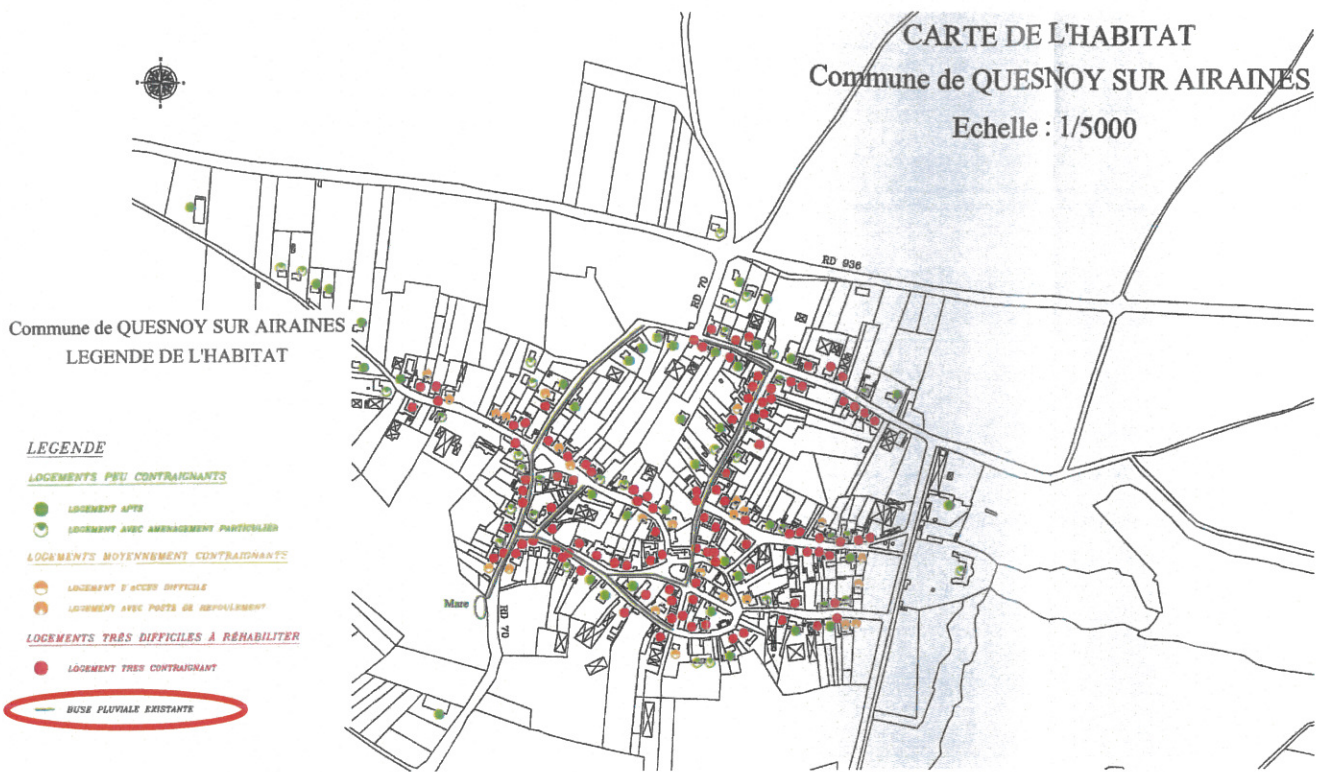 CARTE DE L'HABITAT
Commune de QUESNOY SUR AIRAINES
Echelle : 1/5000
RD 936
RD 70
Commune de QUESNOY SUR AIRAINES
LEGENDE DE L'HABITAT
LEGENDE
LOGEMENTS PEU CONTRAIGNANTS
LOGEMENT APTE
LOGEMENT AVEC AMENAGEMENT PARTICULIER
LOGEMENTS MOYENNEMENT CONTRAIGNANTS
LOGEMENT D ACCES DIFFICILE
LOGEMENT AVEC POSTE DE REFOULEMENT
LOGEMENTS TRÈS DIFFICILES À RÉHABILITER
LOGEMENT TRES CONTRAIGNANT
BUSE PLUVIALE EXISTANTE
Mare
RD 70